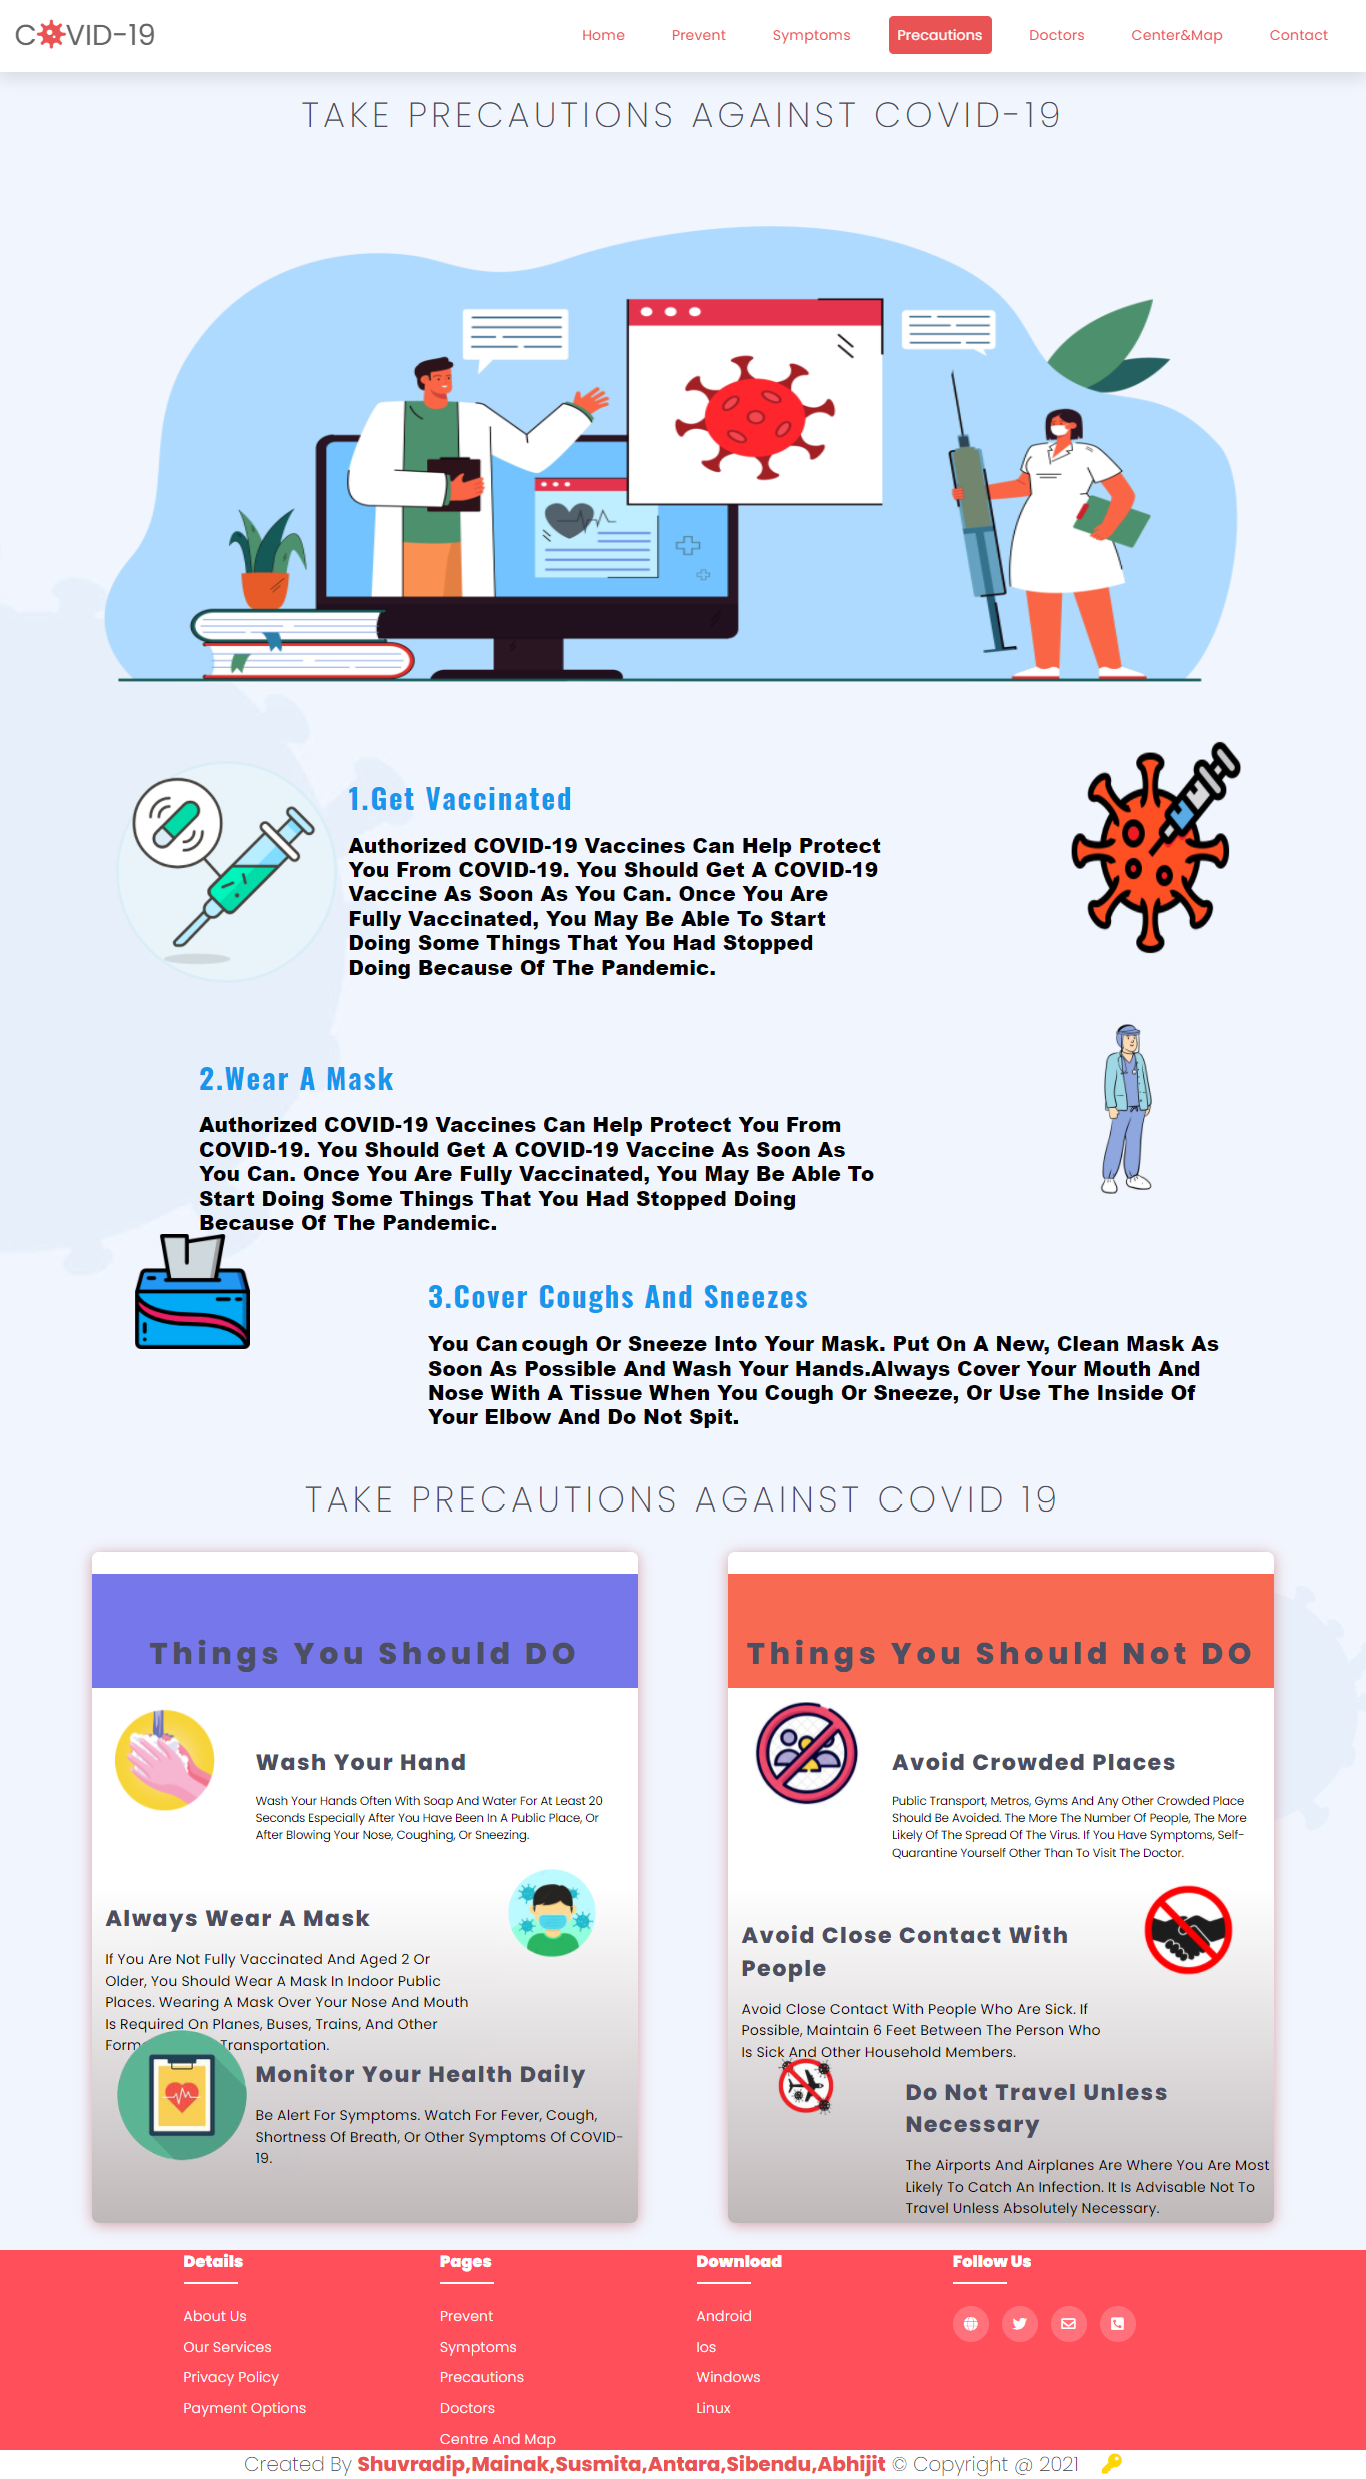 COVID-19
Home Prevent Symptoms Precautions Doctors Center&Map Contact
TAKE PRECAUTIONS AGAINST COVID-19
1.Get Vaccinated
Authorized COVID-19 Vaccines Can Help Protect
You From COVID-19. You Should Get A COVID-19
Vaccine As Soon As You Can. Once You Are
Fully Vaccinated, You May Be Able To Start
Doing Some Things That You Had Stopped
Doing Because Of The Pandemic.
2.Wear A Mask
Authorized COVID-19 Vaccines Can Help Protect You From
COVID-19. You Should Get A COVID-19 Vaccine As Soon As
You Can. Once You Are Fully Vaccinated, You May Be Able To
Start Doing Some Things That You Had Stopped Doing
Because Of The Pandemic.
3.Cover Coughs And Sneezes
You Can cough Or Sneeze Into Your Mask. Put On A New, Clean Mask As
Soon As Possible And Wash Your Hands.Always Cover Your Mouth And
Nose With A Tissue When You Cough Or Sneeze, Or Use The Inside Of
Your Elbow And Do Not Spit.
TAKE PRECAUTIONS AGAINST COVID 19
Things You Should DO
Wash Your Hand
Wash Your Hands Often With Soap And Water For At Least 20
Seconds Especially After You Have Been In A Public Place, Or
After Blowing Your Nose, Coughing, Or Sneezing.
Always Wear A Mask
If You Are Not Fully Vaccinated And Aged 2 Or
Older, You Should Wear A Mask In Indoor Public
Places. Wearing A Mask Over Your Nose And Mouth
Is Required On Planes, Buses, Trains, And Other
Transportation.
Monitor Your Health Daily
Be Alert For Symptoms. Watch For Fever, Cough,
Shortness Of Breath, Or Other Symptoms Of COVID-
19.
Things You Should Not DO
Avoid Crowded Places
Public Transport, Metros, Gyms And Any Other Crowded Place
Should Be Avoided. The More The Number Of People, The More
Likely Of The Spread Of The Virus. If You Have Symptoms, Self-
Quarantine Yourself Other Than To Visit The Doctor.
Avoid Close Contact With
People
Avoid Close Contact With People Who Are Sick. If
Possible, Maintain 6 Feet Between The Person Who
Is Sick And Other Household Members.
Do Not Travel Unless
Necessary
The Airports And Airplanes Are Where You Are Most
Likely To Catch An Infection. It Is Advisable Not To
Travel Unless Absolutely Necessary.
Details
About Us
Our Services
Privacy Policy
Payment Options
Pages
Prevent
Symptoms
Precautions
Doctors
Centre And Map
Download
Android
Ios
Windows
Linux
Follow Us
Created By Shuvradip,Mainak,Susmita,Antara,Sibendu,Abhijit © Copyright @ 2021